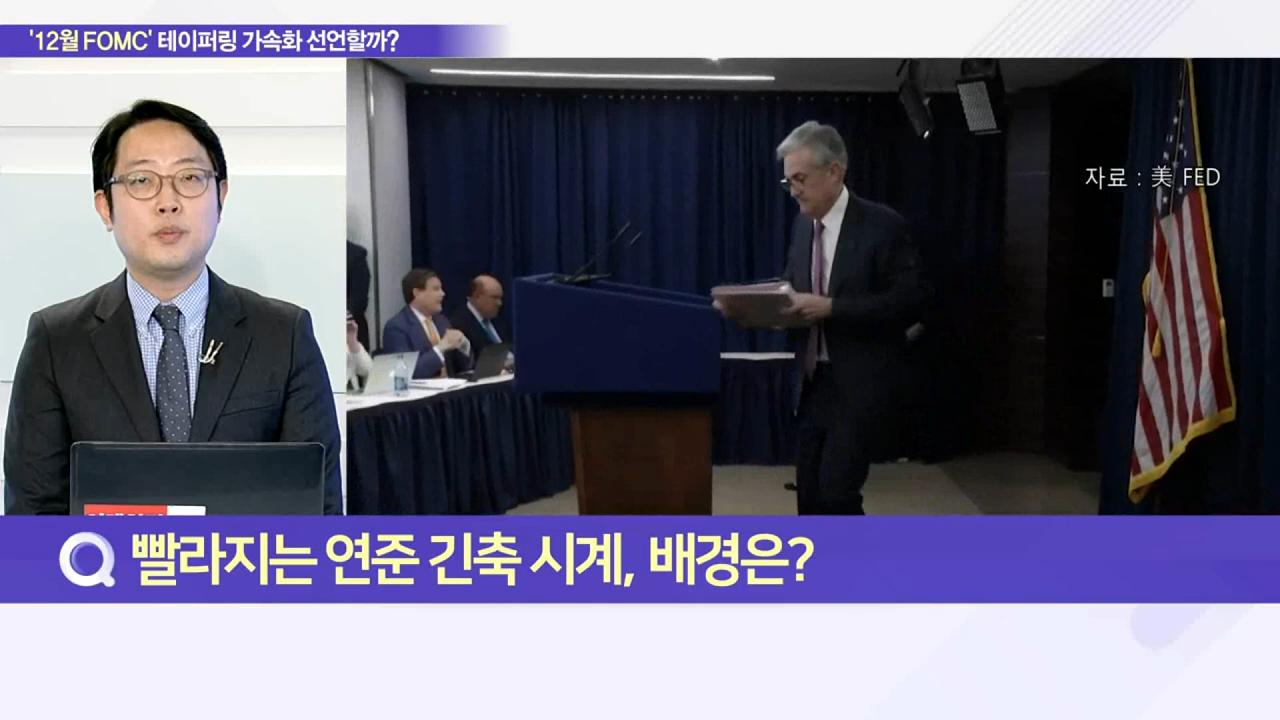 '12월 FOMC' 테이퍼링 가속화 선언할까?
자료 : 美 FED
Q 빨라지는 연준 긴축 시계, 배경은?